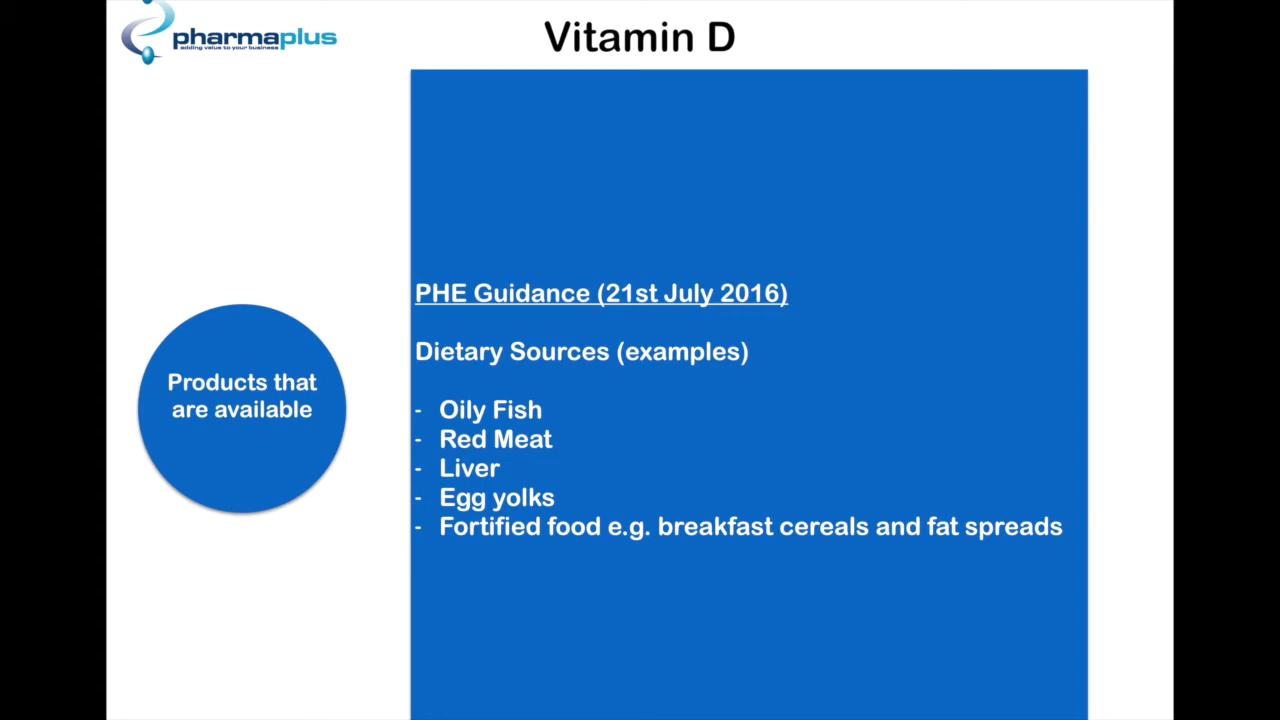 pharmaplus
adding value to your business
Vitamin D
Products that
are available
PHE Guidance (21st July 2016)
Dietary Sources (examples)
- Oily Fish
- Red Meat
- Liver
- Egg yolks
- Fortified food e.g. breakfast cereals and fat spreads